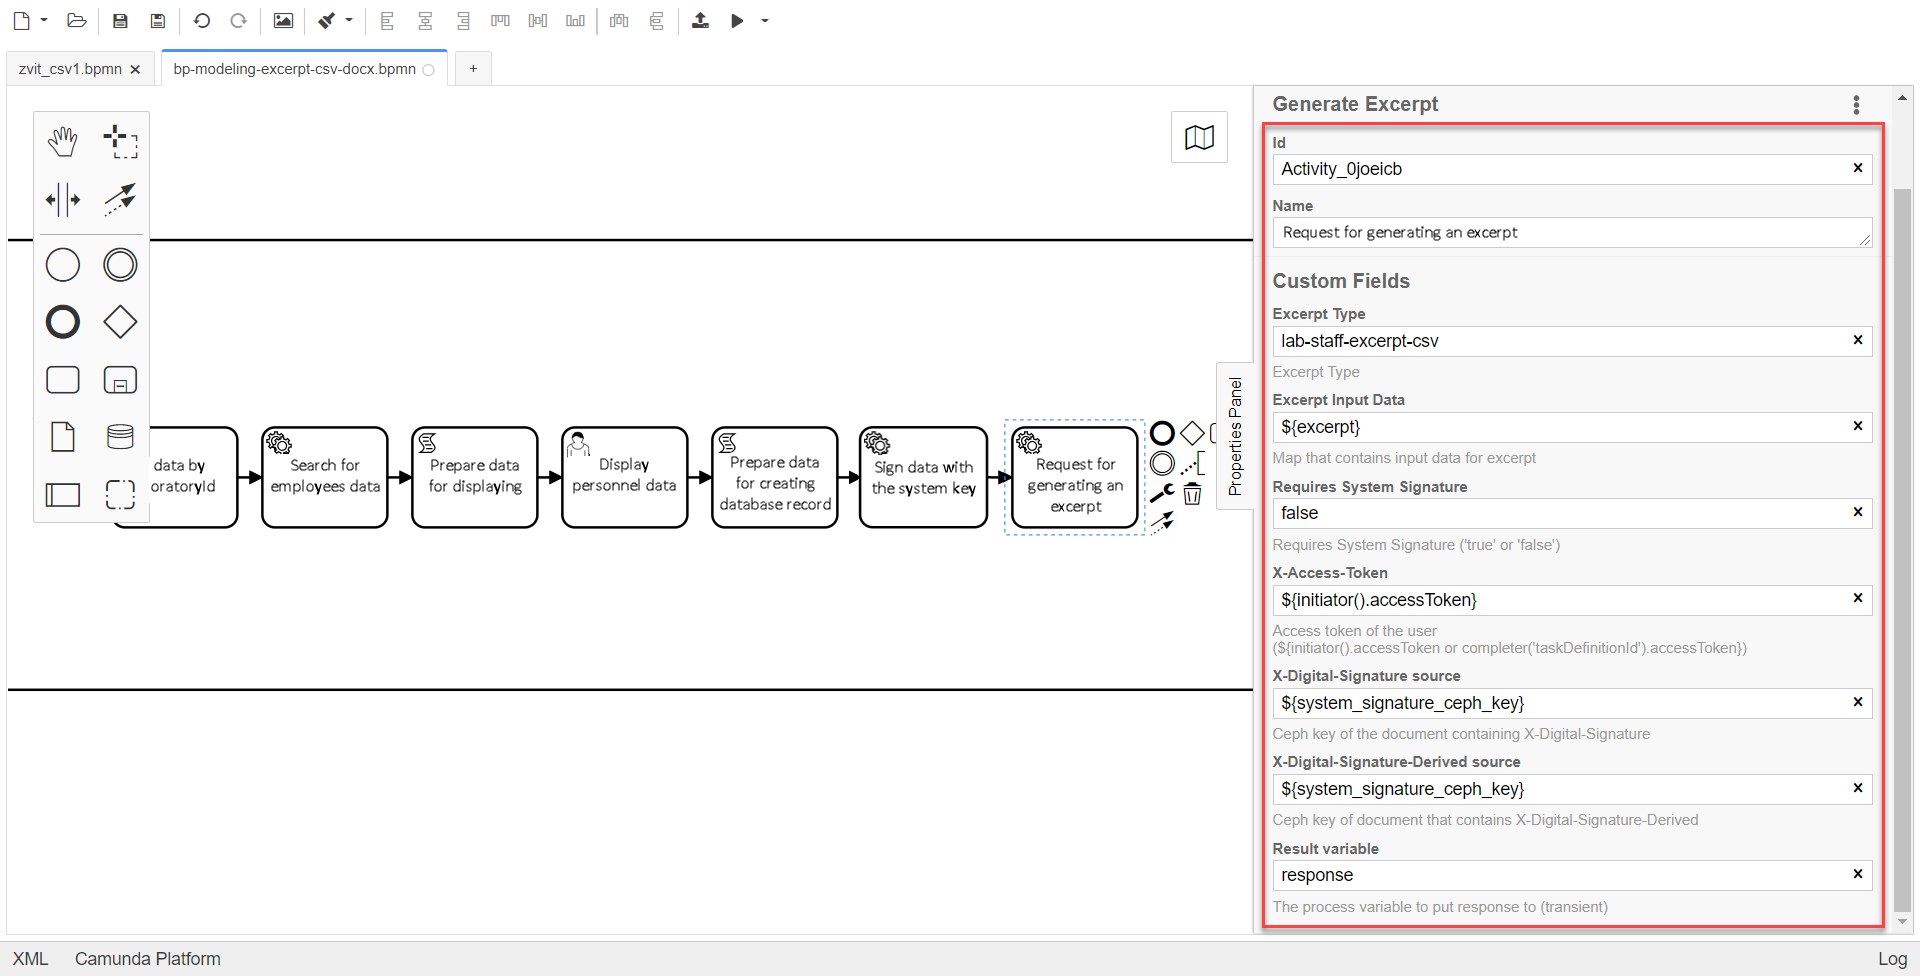 zvit_csv1.bpmn
bp-modeling-excerpt-csv-docx.bpmn
+
data by
oratoryId
Search for
employees data
Prepare data
for displaying
Display
personnel data
Prepare data
for creating
database record
Sign data with
the system key
Request for
generating an
excerpt
Properties Panel
Generate Excerpt
Id
Activity_0joeicb
Name
Request for generating an excerpt
Custom Fields
Excerpt Type
lab-staff-excerpt-csv
Excerpt Type
Excerpt Input Data
${excerpt}
Map that contains input data for excerpt
Requires System Signature
false
Requires System Signature ('true' or 'false')
X-Access-Token
${initiator().accessToken}
Access token of the user
(${initiator().accessToken or completer('taskDefinitionId').accessToken})
X-Digital-Signature source
${system_signature_ceph_key}
Ceph key of the document containing X-Digital-Signature
X-Digital-Signature-Derived source
${system_signature_ceph_key}
Ceph key of document that contains X-Digital-Signature-Derived
Result variable
response
The process variable to put response to (transient)
XML
Camunda Platform
Log